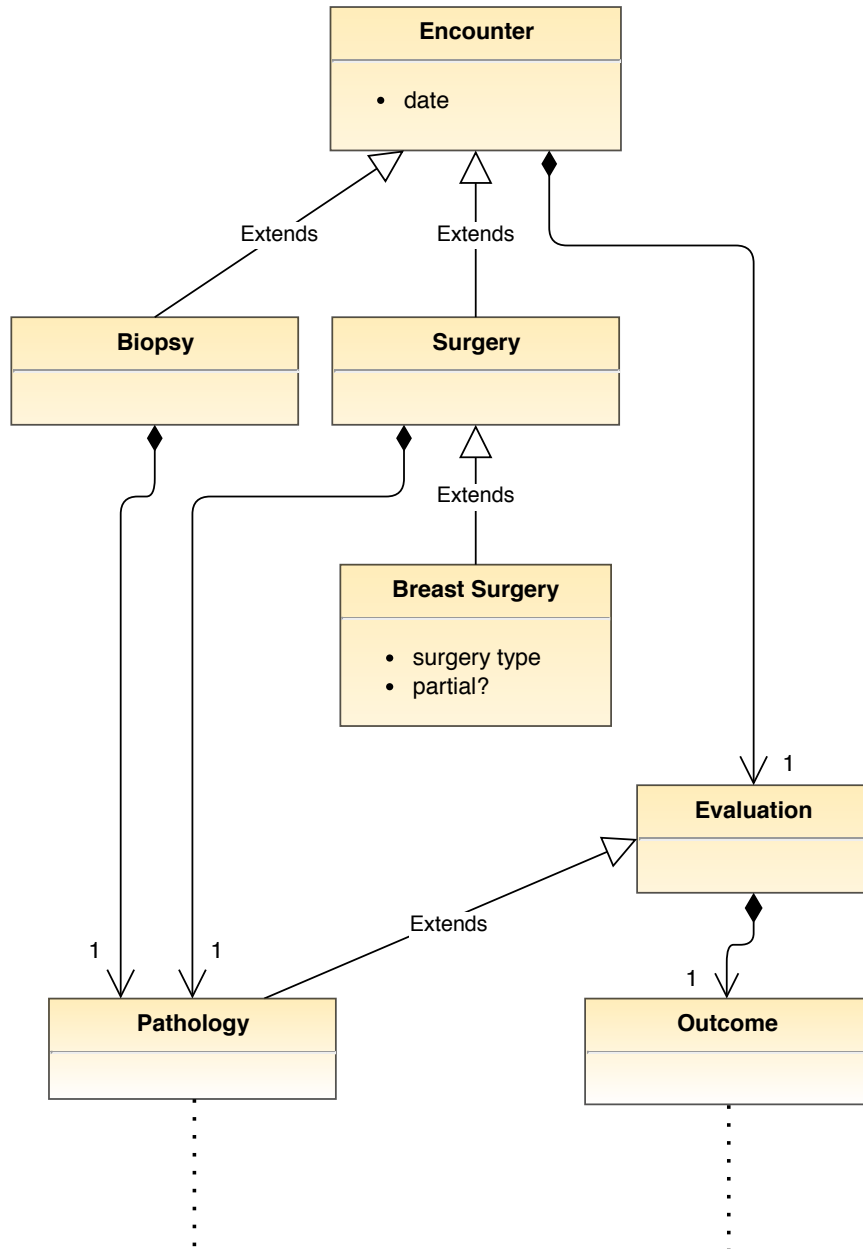 Encounter
• date
Extends
Extends
Biopsy
Surgery
Extends
Breast Surgery
• surgery type
• partial?
1
Evaluation
Extends
1
1
1
Pathology
Outcome